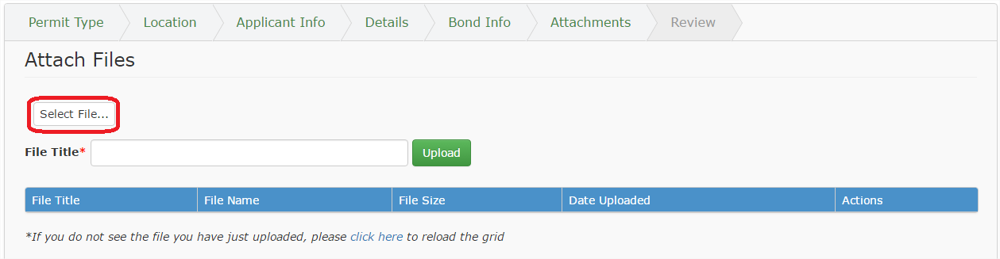 Permit Type Location Applicant Info Details Bond Info Attachments Review
Attach Files
Select File...
File Title* Upload
File Title File Name File Size Date Uploaded Actions
*If you do not see the file you have just uploaded, please click here to reload the grid